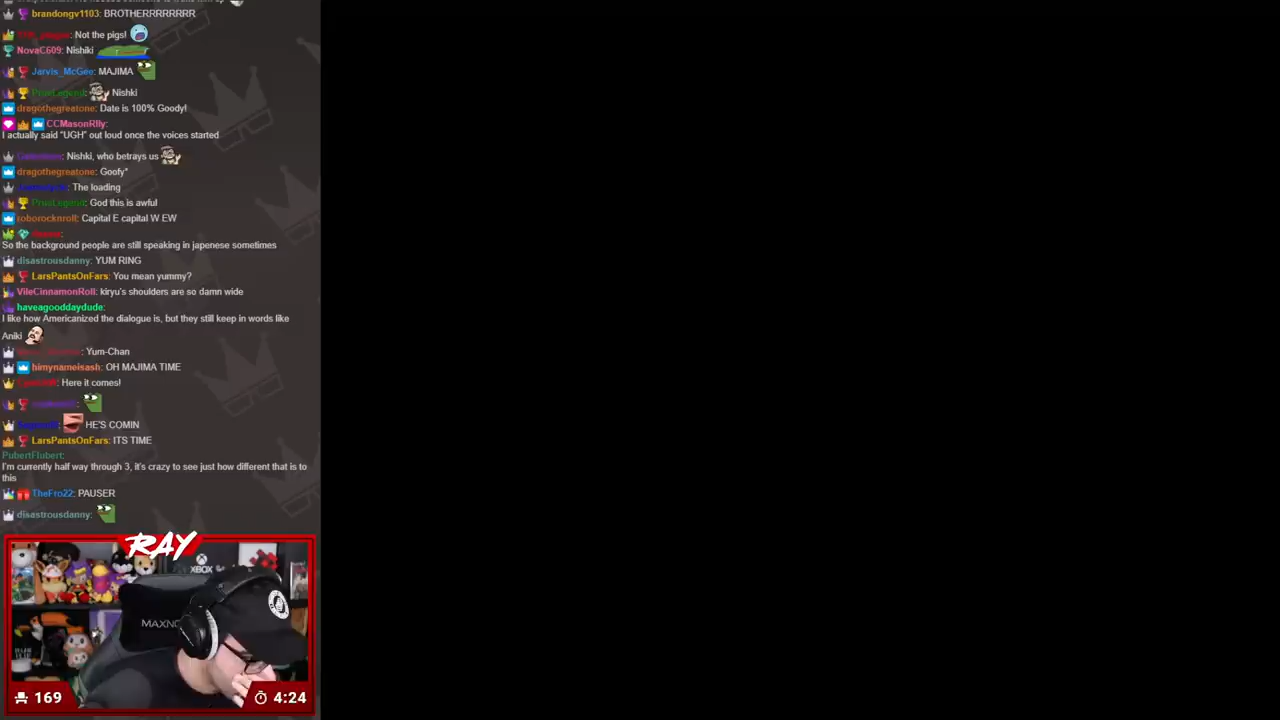 brandongv1103: BROTHERRRRRRRR
Not the pigs!
NovaC609: Nishiki
Jarvis_McGee: MAJIMA
PrueLegend: Nishki
dragothegreatone: Date is 100% Goody!
CCMasonRlly:
I actually said "UGH" out loud once the voices started
Nishki, who betrays us
dragothegreatone: Goofy*
The loading
PrueLegend: God this is awful
roborocknroll: Capital E capital W EW
So the background people are still speaking in japenese sometimes
disastrousdanny: YUM RING
LarsPantsOnFars: You mean yummy?
VileCinnamonRoll: kiryu's shoulders are so damn wide
haveagooddaydude:
I like how Americanized the dialogue is, but they still keep in words like
Aniki
Yum-Chan
himynameisash: OH MAJIMA TIME
Here it comes!
HE'S COMIN
LarsPantsOnFars: ITS TIME
PubertFlubert:
I'm currently half way through 3, it's crazy to see just how different that is to
this
TheFro22: PAUSER
disastrousdanny:
RAY
XBOX
MAXNO
169
4:24